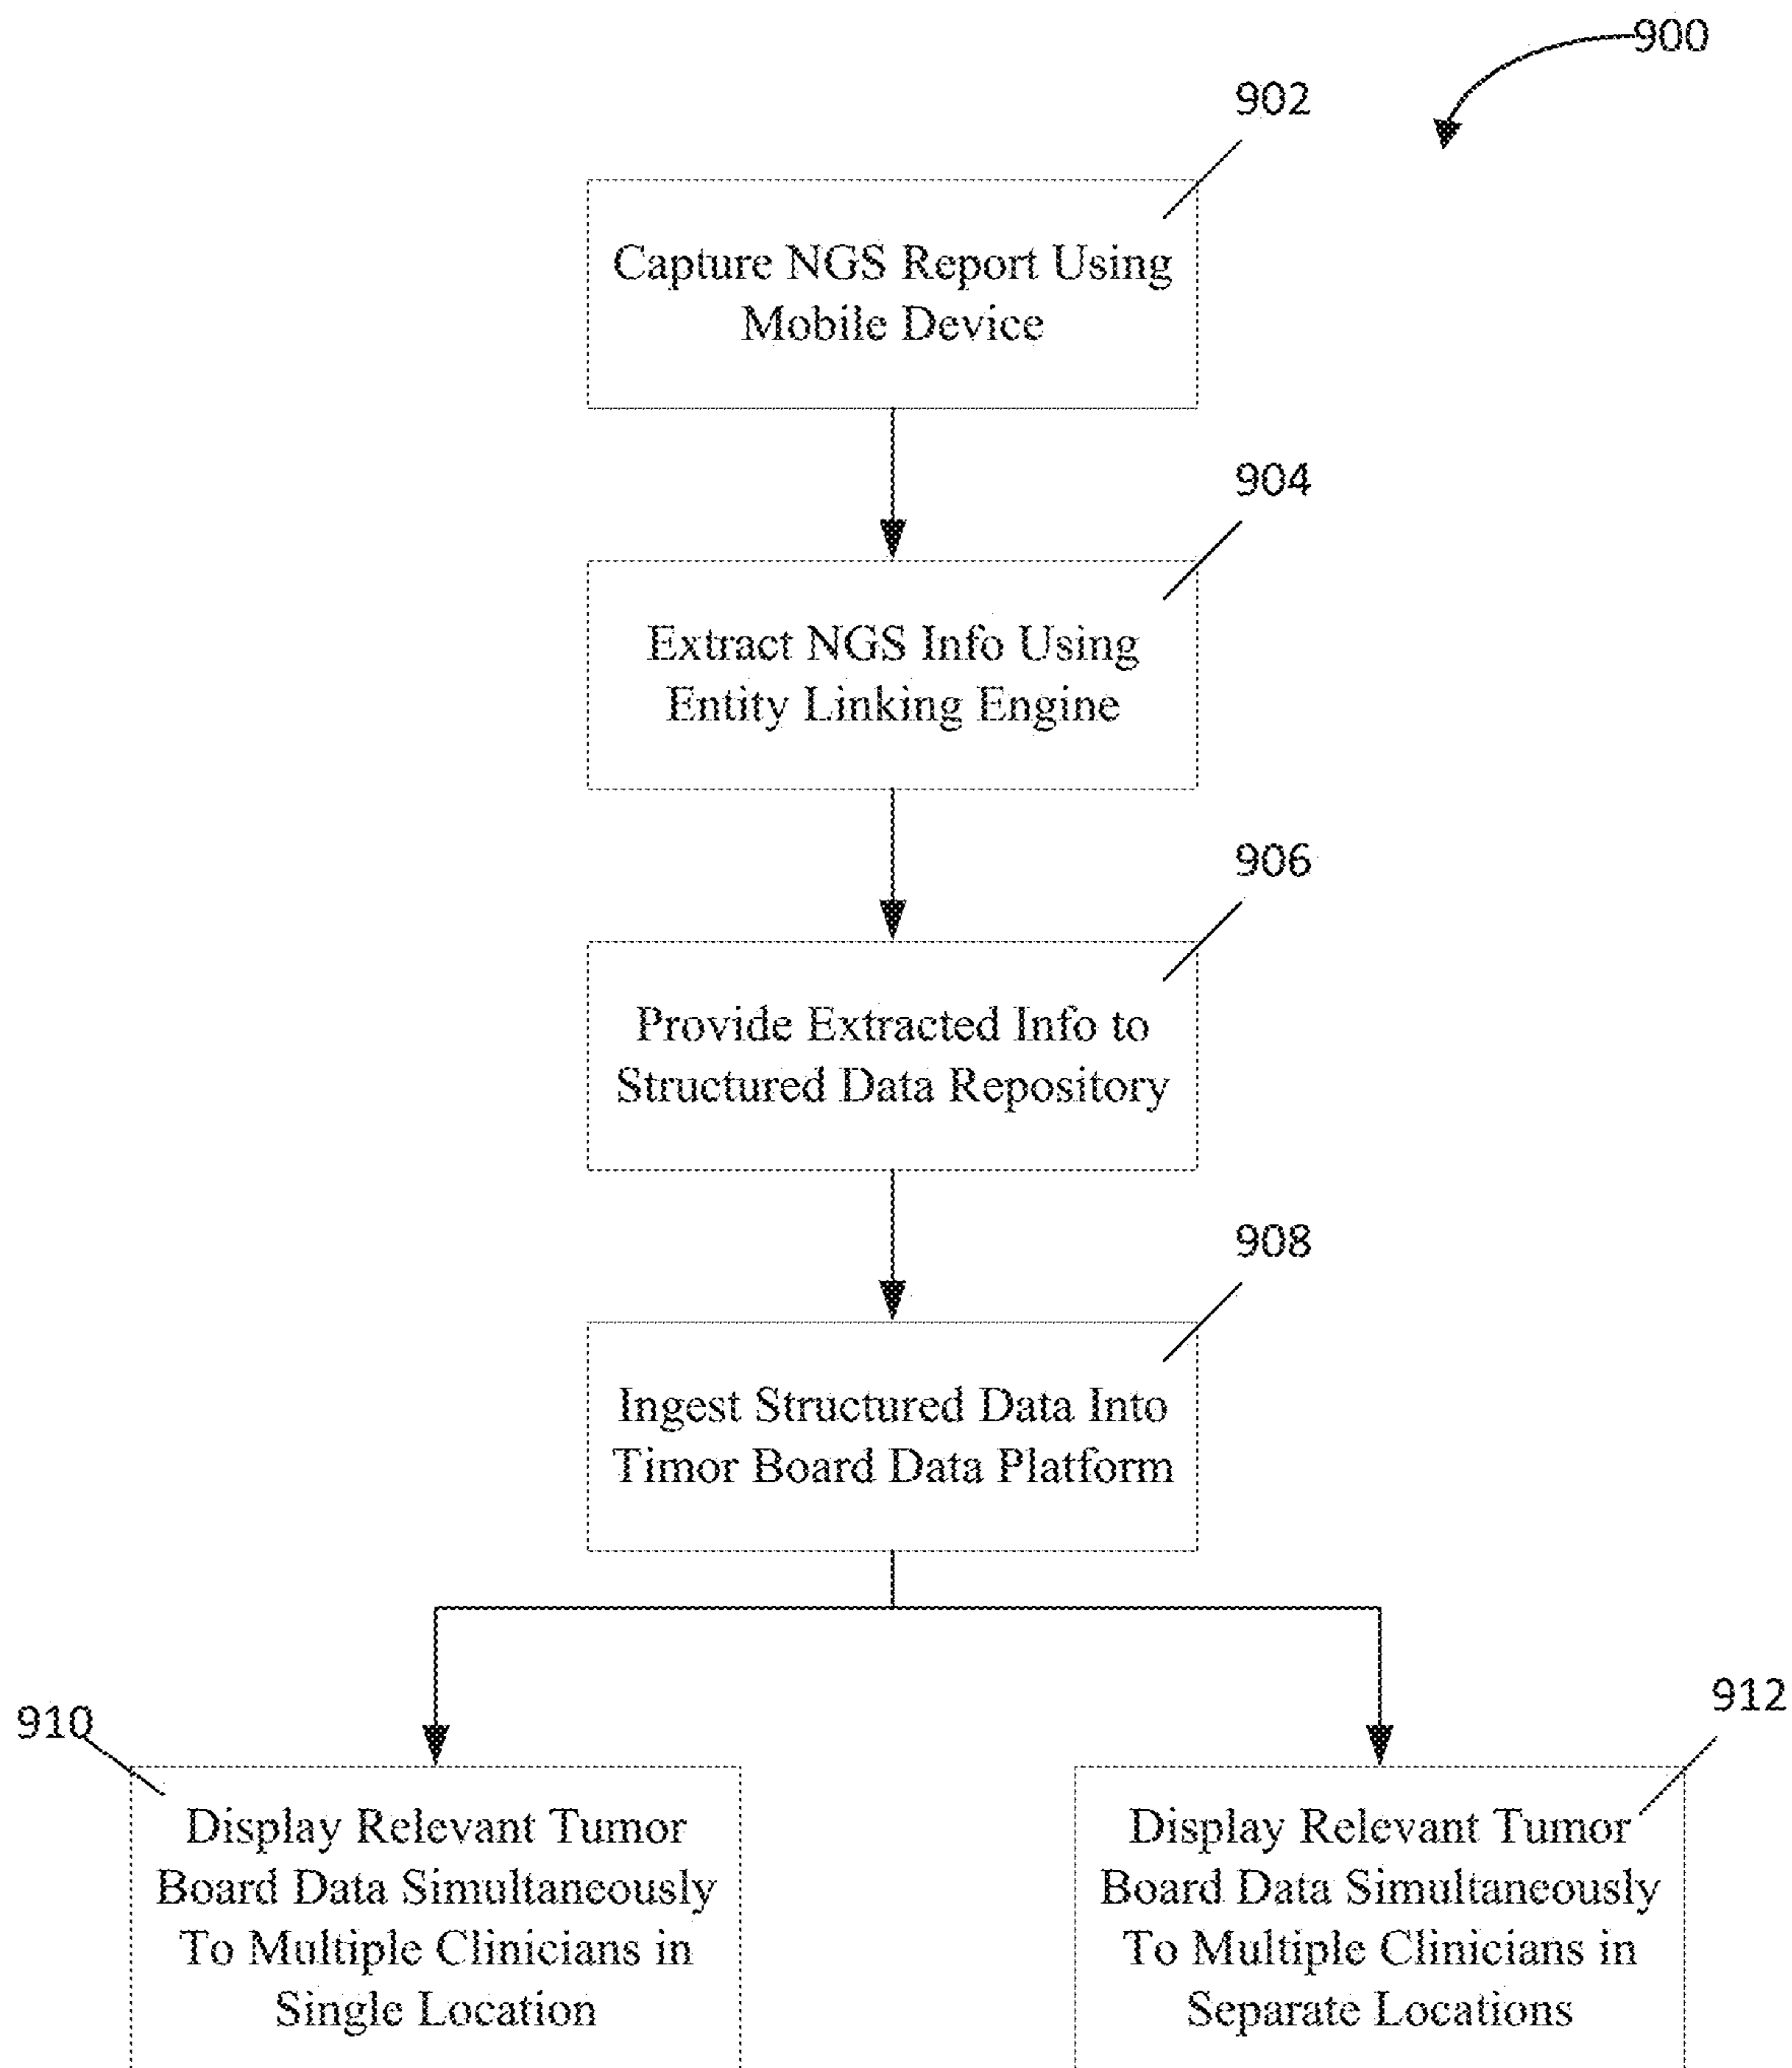 900
902
Capture NGS Report Using
Mobile Device
904
Extract NGS Info Using
Entity Linking Engine
906
Provide Extracted Info to
Structured Data Repository
908
Ingest Structured Data Into
Timor Board Data Platform
910
Display Relevant Tumor
Board Data Simultaneously
To Multiple Clinicians in
Single Location
912
Display Relevant Tumor
Board Data Simultaneously
To Multiple Clinicians in
Separate Locations